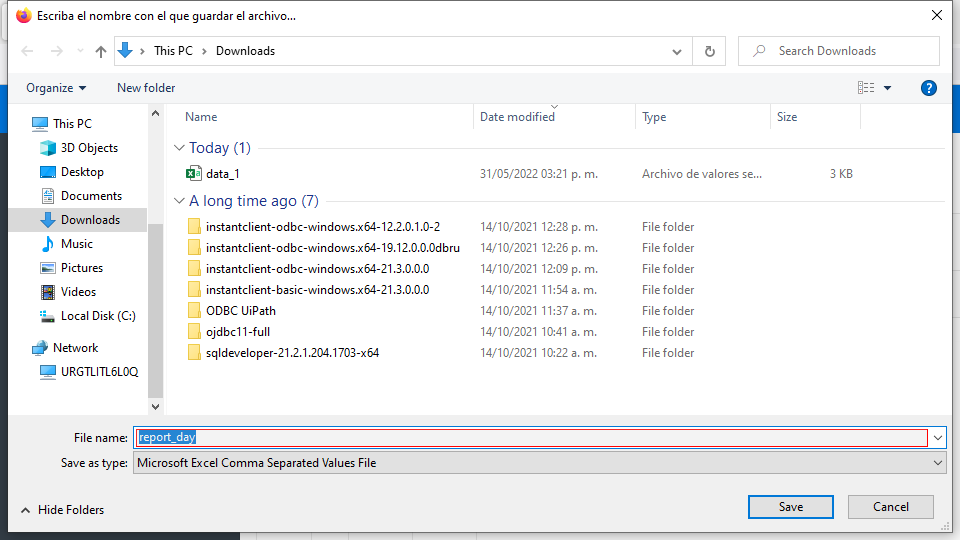 Escriba el nombre con el que guardar el archivo...
This PC > Downloads
Search Downloads
Organize
New folder
?
Name Date modified Type Size
This PC
3D Objects
Desktop
Documents
Downloads
Music
Pictures
Videos
Local Disk (C:)
Network
URGTLITL6L0Q
Today (1)
data_1 31/05/2022 03:21 p. m. Archivo de valores se... 3 KB
A long time ago (7)
instantclient-odbc-windows.x64-12.2.0.1.0-2 14/10/2021 12:28 p. m. File folder
instantclient-odbc-windows.x64-19.12.0.0.0dbru 14/10/2021 12:26 p. m. File folder
instantclient-odbc-windows.x64-21.3.0.0.0 14/10/2021 12:09 p. m. File folder
instantclient-basic-windows.x64-21.3.0.0.0 14/10/2021 11:54 a. m. File folder
ODBC UiPath 14/10/2021 11:37 a. m. File folder
ojdbc11-full 14/10/2021 10:41 a. m. File folder
sqldeveloper-21.2.1.204.1703-x64 14/10/2021 10:22 a. m. File folder
File name: report_day
Save as type: Microsoft Excel Comma Separated Values File
Hide Folders
Save
Cancel